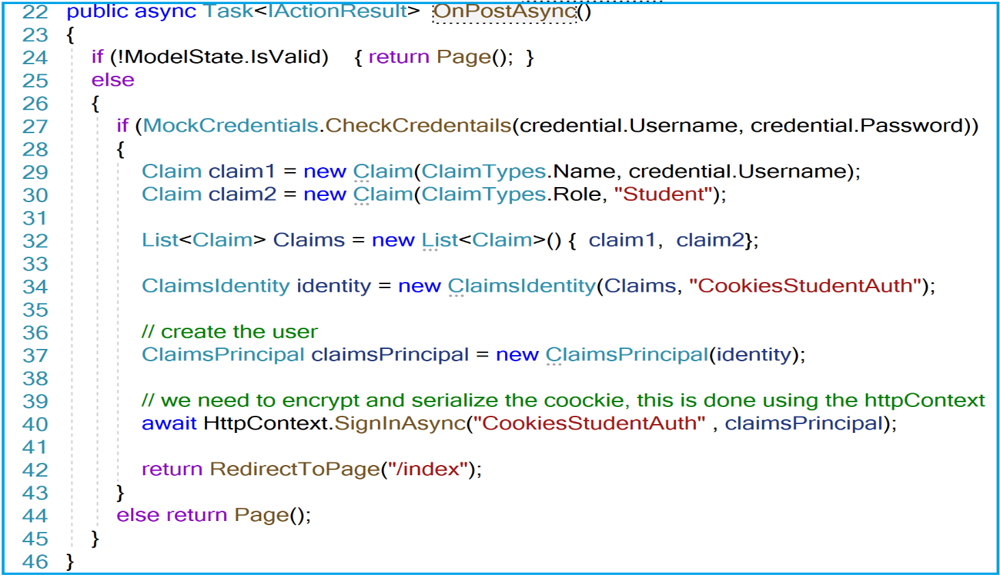 22 public async Task<IActionResult> OnPostAsync()
23 {
24 if (!ModelState.IsValid) { return Page(); }
25 else
26 {
27 if (MockCredentials.CheckCredentails(credential.Username, credential.Password))
28 {
29 Claim claim1 = new Claim(ClaimTypes.Name, credential.Username);
30 Claim claim2 = new Claim(ClaimTypes.Role, "Student");
31
32 List<Claim> Claims = new List<Claim>() { claim1, claim2};
33
34 ClaimsIdentity identity = new ClaimsIdentity(Claims, "CookiesStudentAuth");
35
36 // create the user
37 ClaimsPrincipal claimsPrincipal = new ClaimsPrincipal(identity);
38
39 // we need to encrypt and serialize the coockie, this is done using the httpContext
40 await HttpContext.SignInAsync("CookiesStudentAuth" , claimsPrincipal);
41
42 return RedirectToPage("/index");
43 }
44 else return Page();
45 }
46 }